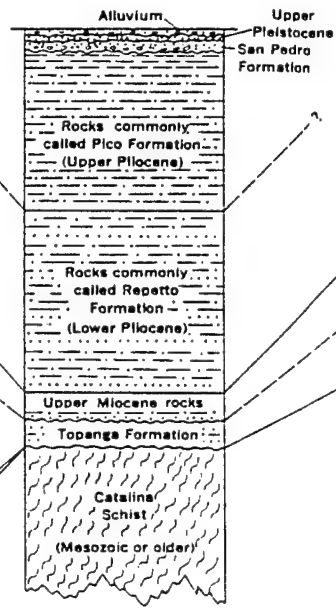 Alluvium
Upper
Pleistocene
San Pedro
Formation
Rocks commonly
called Pico Formation
(Upper Pliocene)
?
Rocks commonly
called Repetto
Formation
(Lower Pliocene)
Upper Miocene rocks
Topanga Formation
Catalina
Schist
(Mesozoic or older)